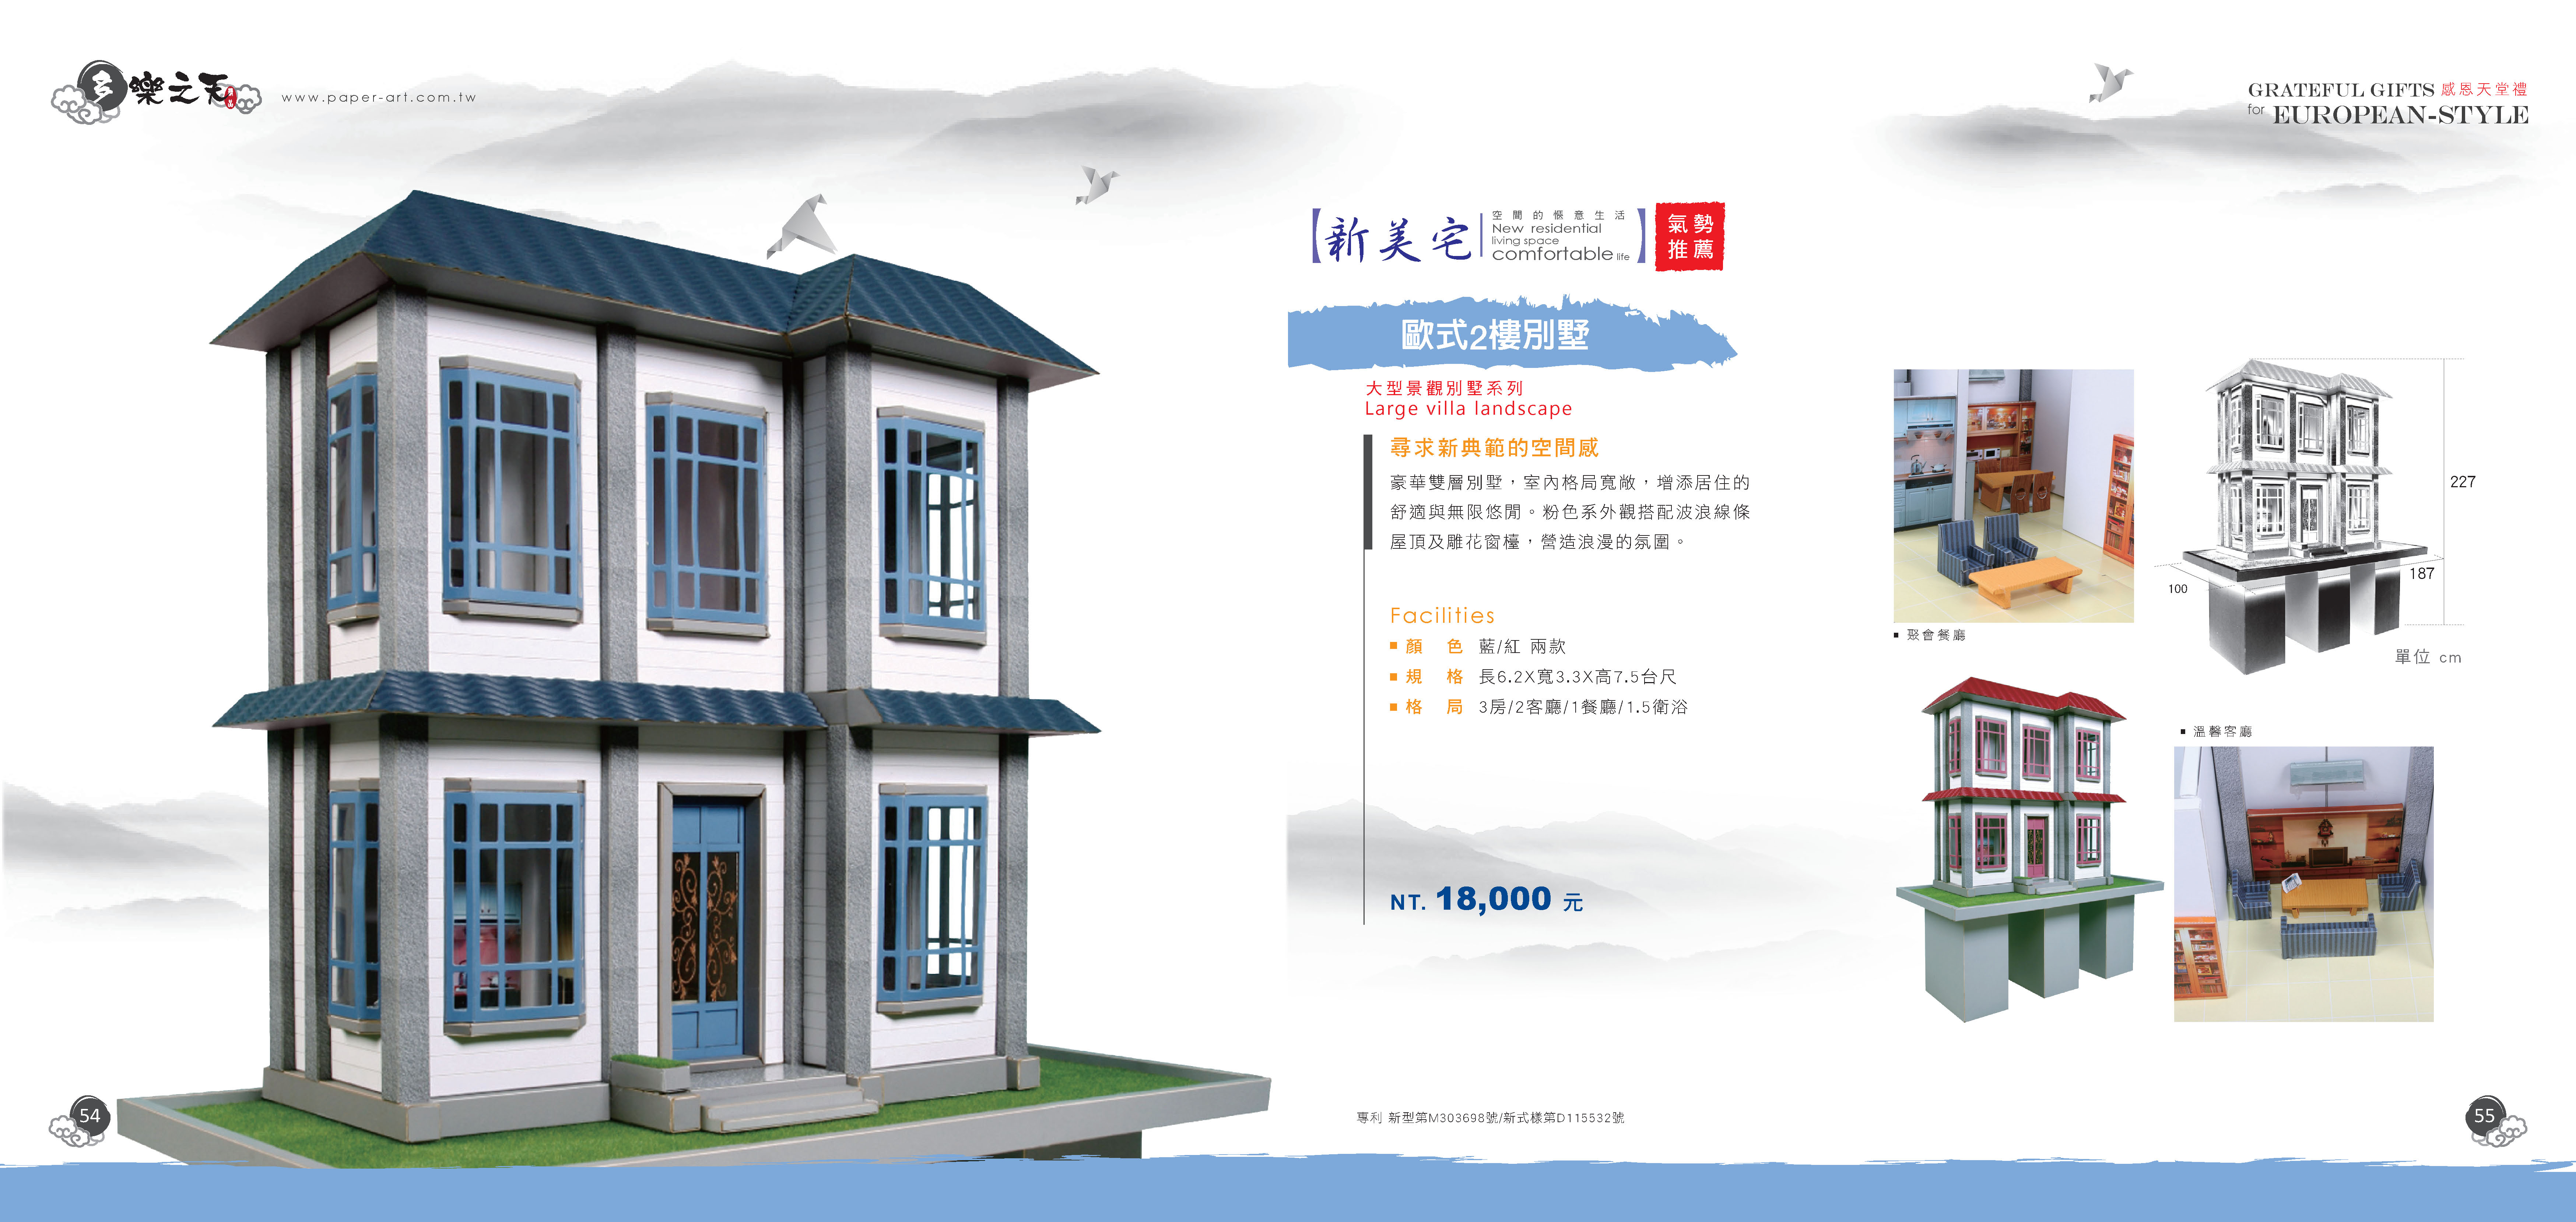 樂之天
www.paper-art.com.tw
GRATEFUL GIFTS 感恩天堂禮
for EUROPEAN-STYLE
新美宅
空間的愜意生活
New residential
living space
comfortable life
氣勢
推薦
歐式2樓別墅
大型景觀別墅系列
Large villa landscape
尋求新典範的空間感
豪華雙層別墅，室內格局寬敞，增添居住的
舒適與無限悠閒。粉色系外觀搭配波浪線條
屋頂及雕花窗檯，營造浪漫的氛圍。
Facilities
顏 色 藍/紅 兩款
規 格 長6.2X寬3.3X高7.5台尺
格 局 3房/2客廳/1餐廳/1.5衛浴
NT. 18,000 元
聚會餐廳
227
187
100
單位 cm
溫馨客廳
專利 新型第M303698號/新式樣第D115532號
54
55